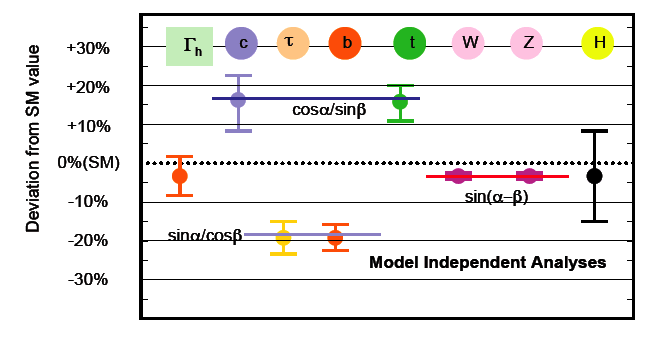 Deviation from SM value
+30%
+20%
+10%
0%(SM)
-10%
-20%
-30%
Γh c τ b t W Z H
cosα/sinβ
sin(α−β)
sinα/cosβ
Model Independent Analyses